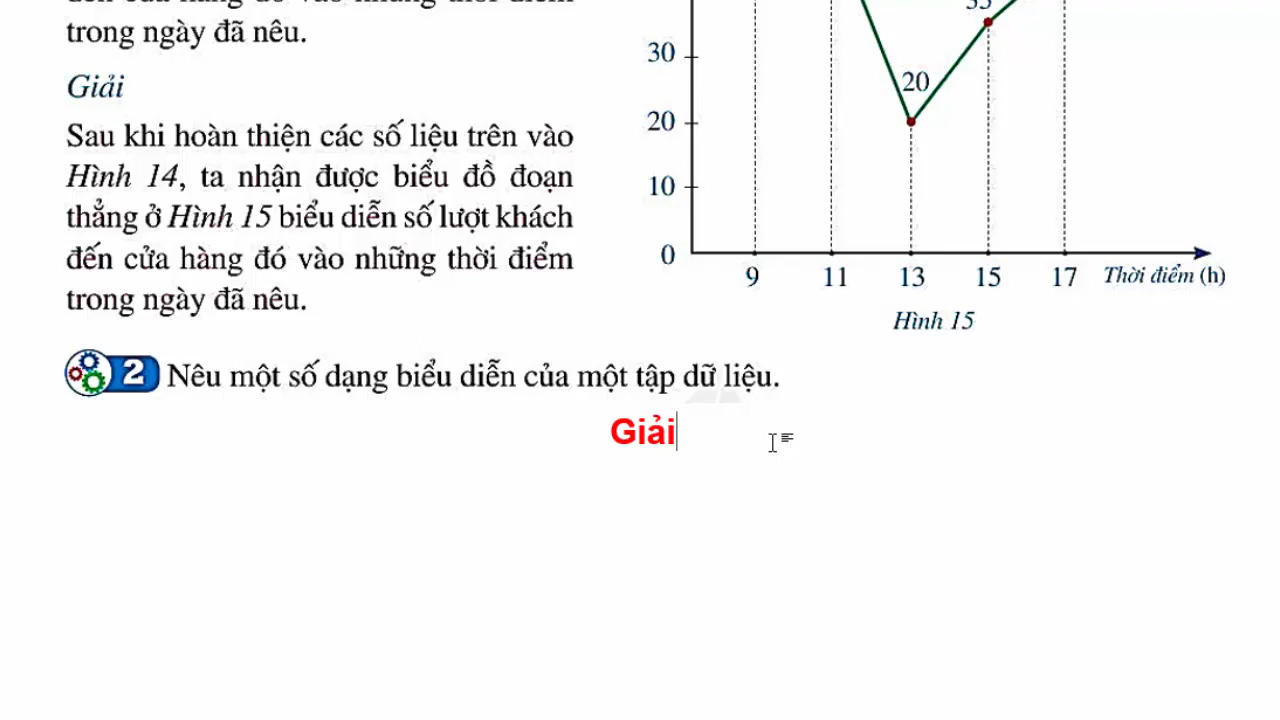 trong ngày đã nêu.
Giải
Sau khi hoàn thiện các số liệu trên vào
Hình 14, ta nhận được biểu đồ đoạn
thẳng ở Hình 15 biểu diễn số lượt khách
đến cửa hàng đó vào những thời điểm
trong ngày đã nêu.
35
30
20
20
10
0
9 11 13 15 17 Thời điểm (h)
Hình 15
2 Nêu một số dạng biểu diễn của một tập dữ liệu.
Giải